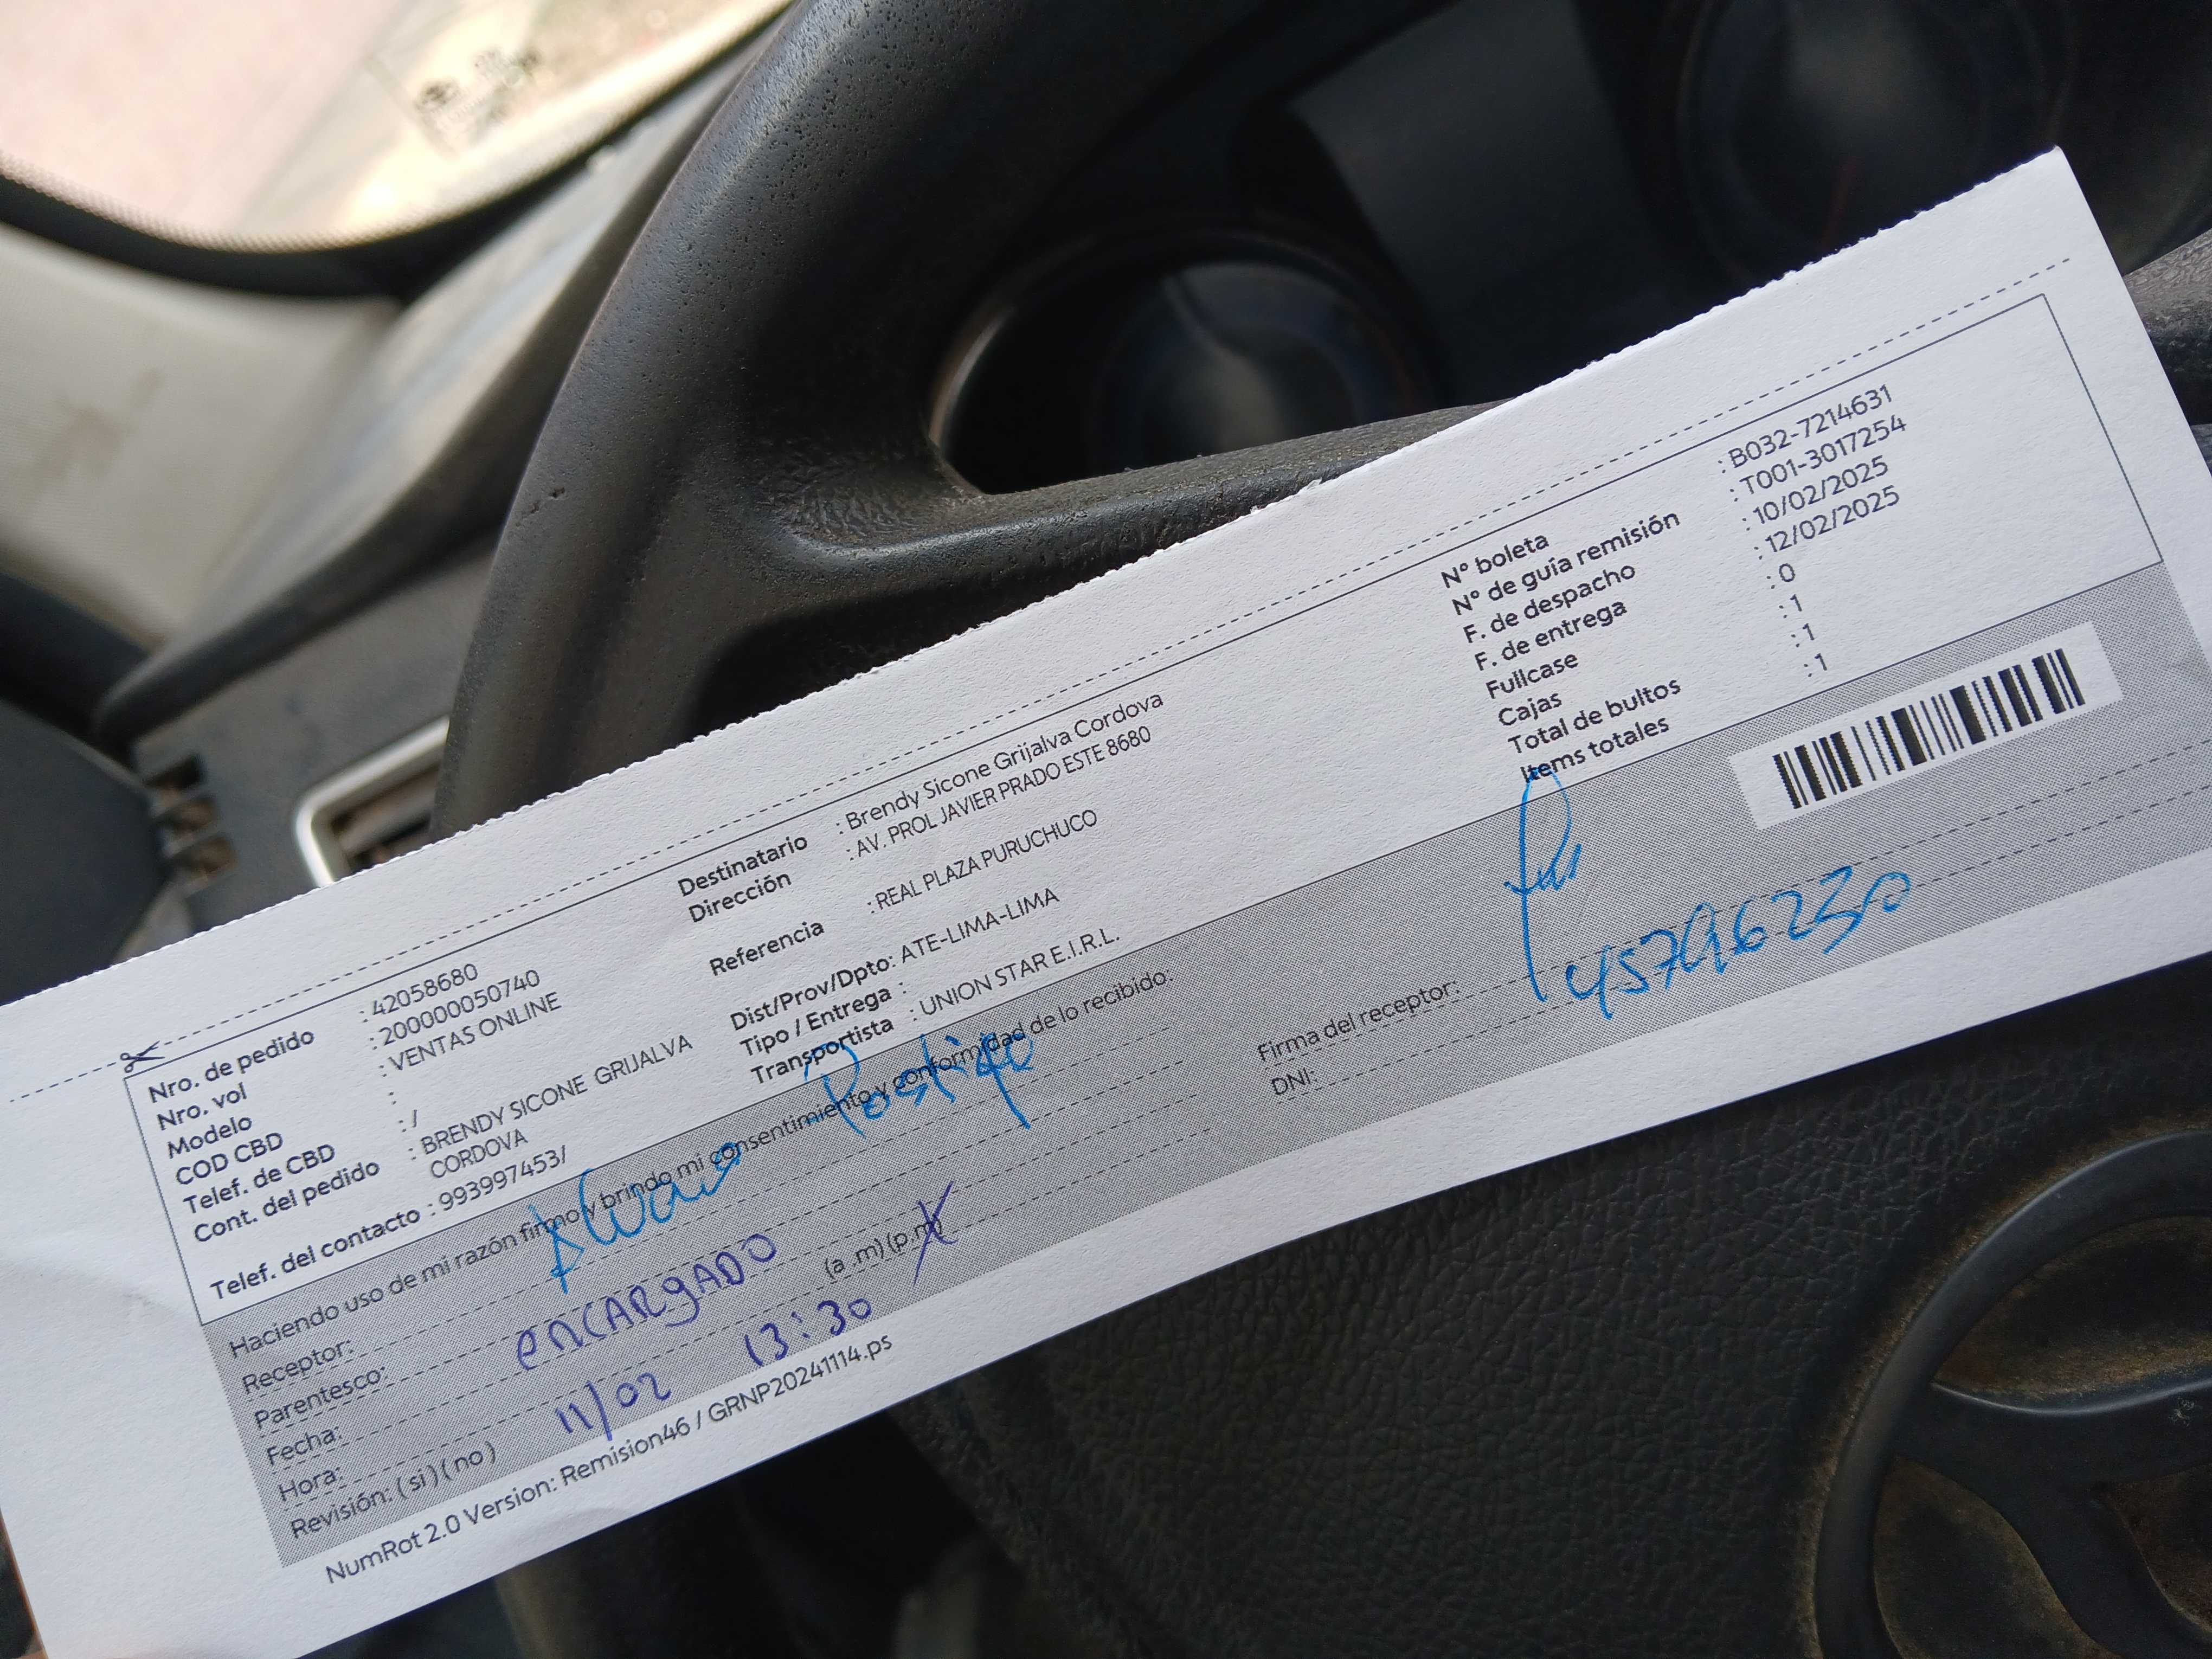 Nro. de pedido : 42058680
Nro. vol : 200000050740
Modelo : VENTAS ONLINE
COD CBD :
Telef. de CBD : /
Cont. del pedido : BRENDY SICONE GRIJALVA
CORDOVA
Telef. del contacto : 993997453/
Destinatario : Brendy Sicone Grijalva Cordova
Dirección : AV. PROL JAVIER PRADO ESTE 8680
Referencia : REAL PLAZA PURUCHUCO
Dist/Prov/Dpto: ATE-LIMA-LIMA
Tipo / Entrega :
Transportista : UNION STAR E.I.R.L.
N° boleta : B032-7214631
N° de guía remisión : T001-3017254
F. de despacho : 10/02/2025
F. de entrega : 12/02/2025
Fullcase : 0
Cajas : 1
Total de bultos : 1
Items totales : 1
Haciendo uso de mi razón firmo y brindo mi consentimiento y conformidad de lo recibido:
Receptor:
Parentesco: encARgADO
Fecha: 11/02
Hora: 13:30 (a .m) (p.m)
Revisión: ( si ) ( no )
Firma del receptor:
DNI:
NumRot 2.0 Version: Remision46 / GRNP20241114.ps